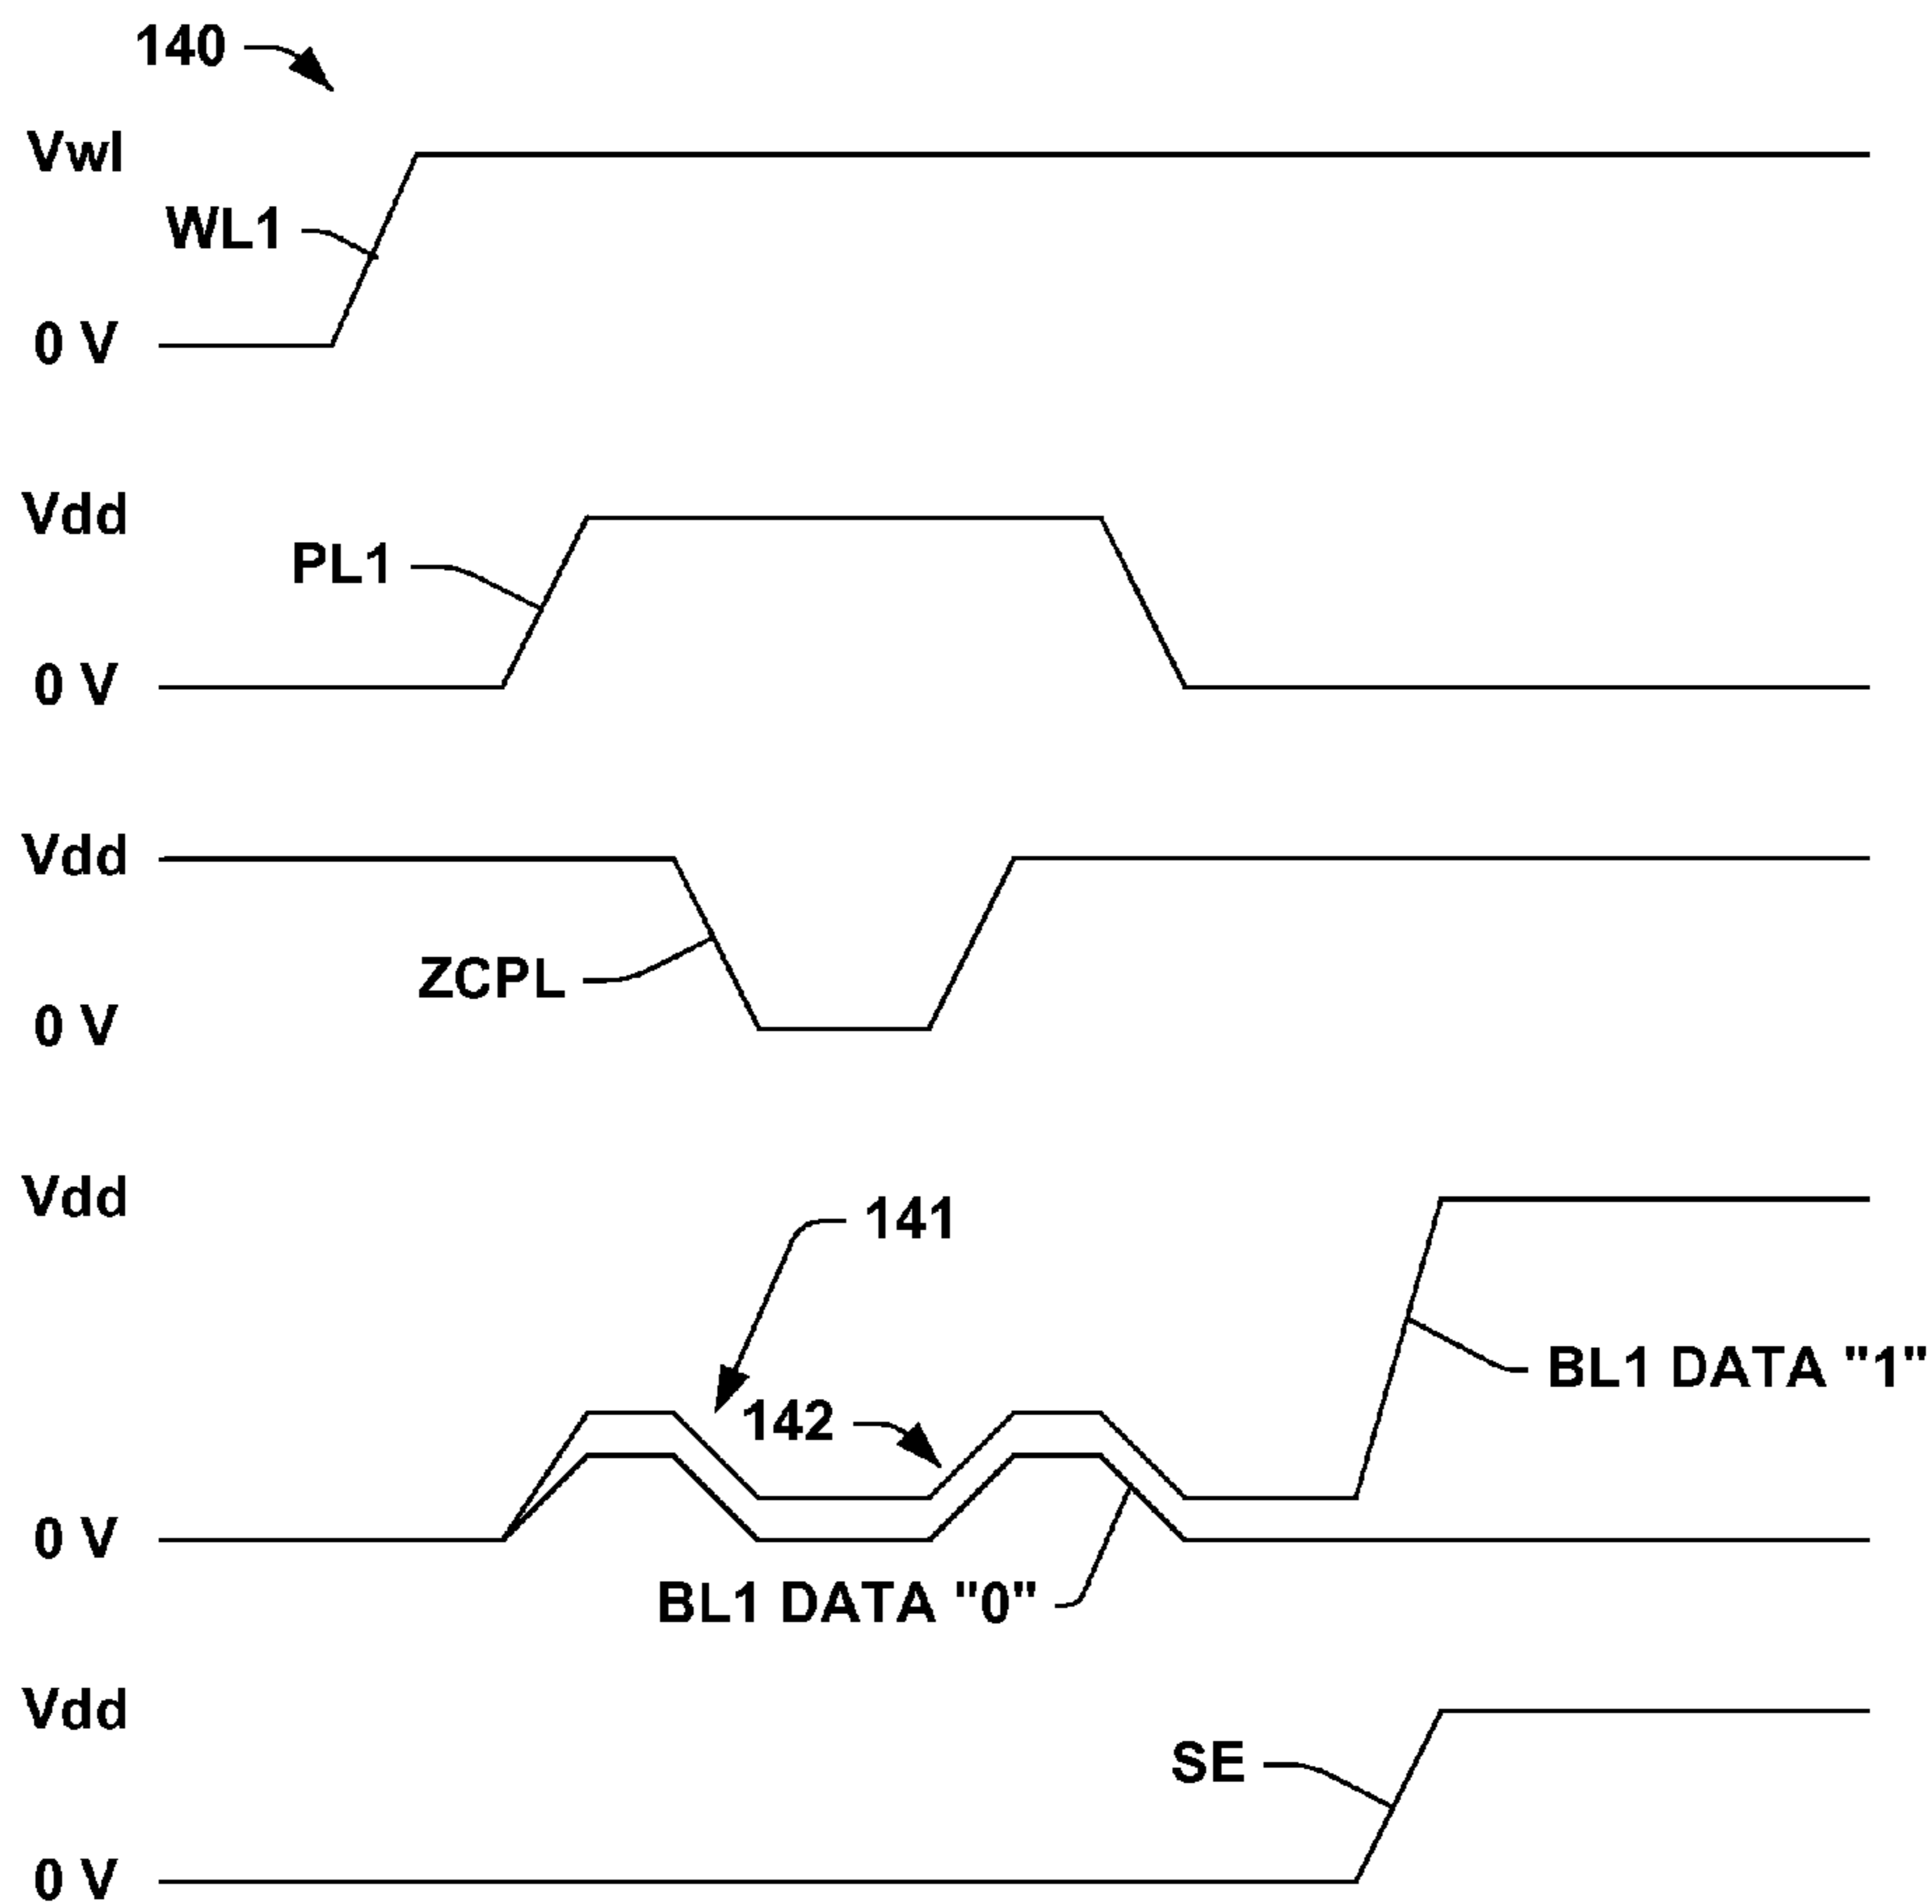 140
Vwl
WL1
0 V
Vdd
PL1
0 V
Vdd
ZCPL
0 V
Vdd
141
BL1 DATA "1"
142
0 V
BL1 DATA "0"
Vdd
SE
0 V